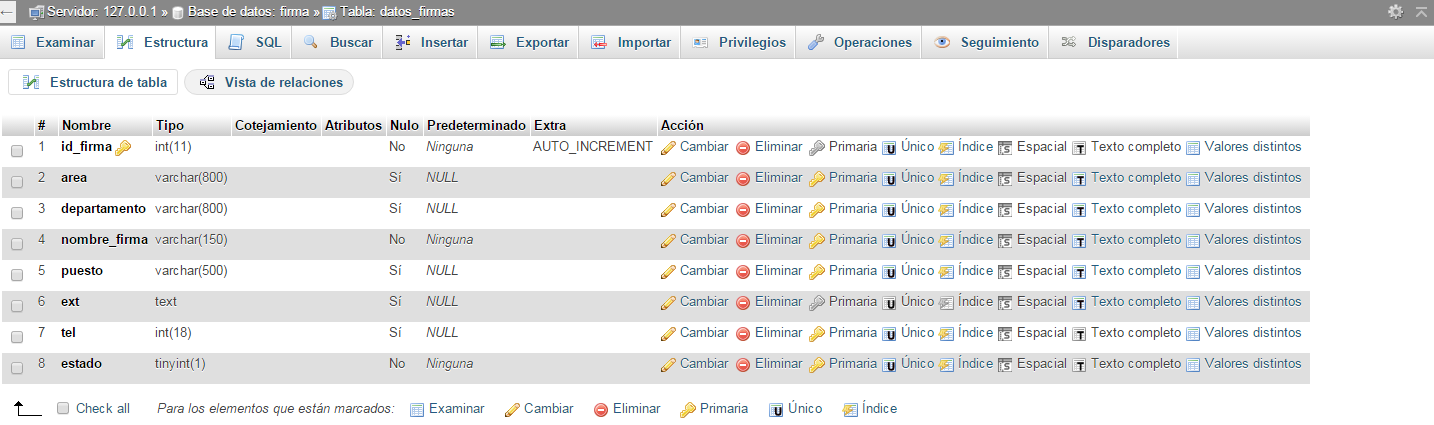 Servidor: 127.0.0.1 » Base de datos: firma » Tabla: datos_firmas
Examinar Estructura SQL Buscar Insertar Exportar Importar Privilegios Operaciones Seguimiento Disparadores
Estructura de tabla Vista de relaciones
# Nombre Tipo Cotejamiento Atributos Nulo Predeterminado Extra Acción
1 id_firma int(11) No Ninguna AUTO_INCREMENT Cambiar Eliminar Primaria Único Índice Espacial Texto completo Valores distintos
2 area varchar(800) Sí NULL Cambiar Eliminar Primaria Único Índice Espacial Texto completo Valores distintos
3 departamento varchar(800) Sí NULL Cambiar Eliminar Primaria Único Índice Espacial Texto completo Valores distintos
4 nombre_firma varchar(150) No Ninguna Cambiar Eliminar Primaria Único Índice Espacial Texto completo Valores distintos
5 puesto varchar(500) Sí NULL Cambiar Eliminar Primaria Único Índice Espacial Texto completo Valores distintos
6 ext text Sí NULL Cambiar Eliminar Primaria Único Índice Espacial Texto completo Valores distintos
7 tel int(18) Sí NULL Cambiar Eliminar Primaria Único Índice Espacial Texto completo Valores distintos
8 estado tinyint(1) No Ninguna Cambiar Eliminar Primaria Único Índice Espacial Texto completo Valores distintos
Check all Para los elementos que están marcados: Examinar Cambiar Eliminar Primaria Único Índice